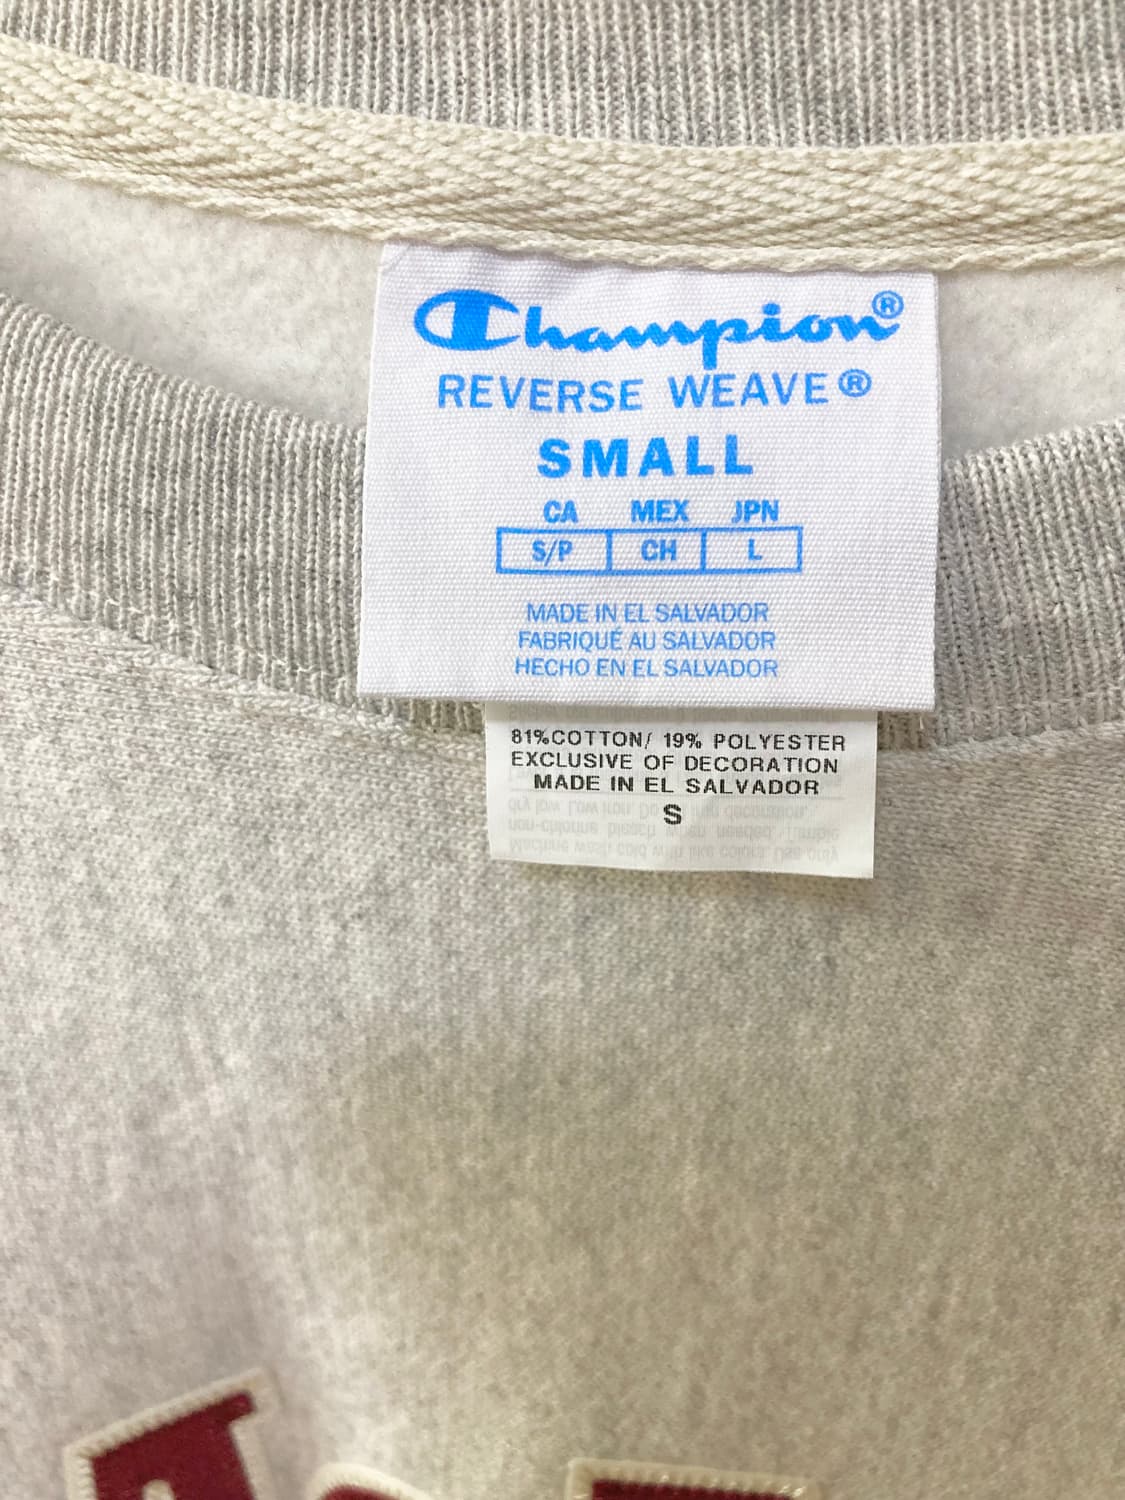 Champion®
REVERSE WEAVE®
SMALL
CA MEX JPN
S/P CH L
MADE IN EL SALVADOR
FABRIQUÉ AU SALVADOR
HECHO EN EL SALVADOR
81%COTTON/ 19% POLYESTER
EXCLUSIVE OF DECORATION
MADE IN EL SALVADOR
S